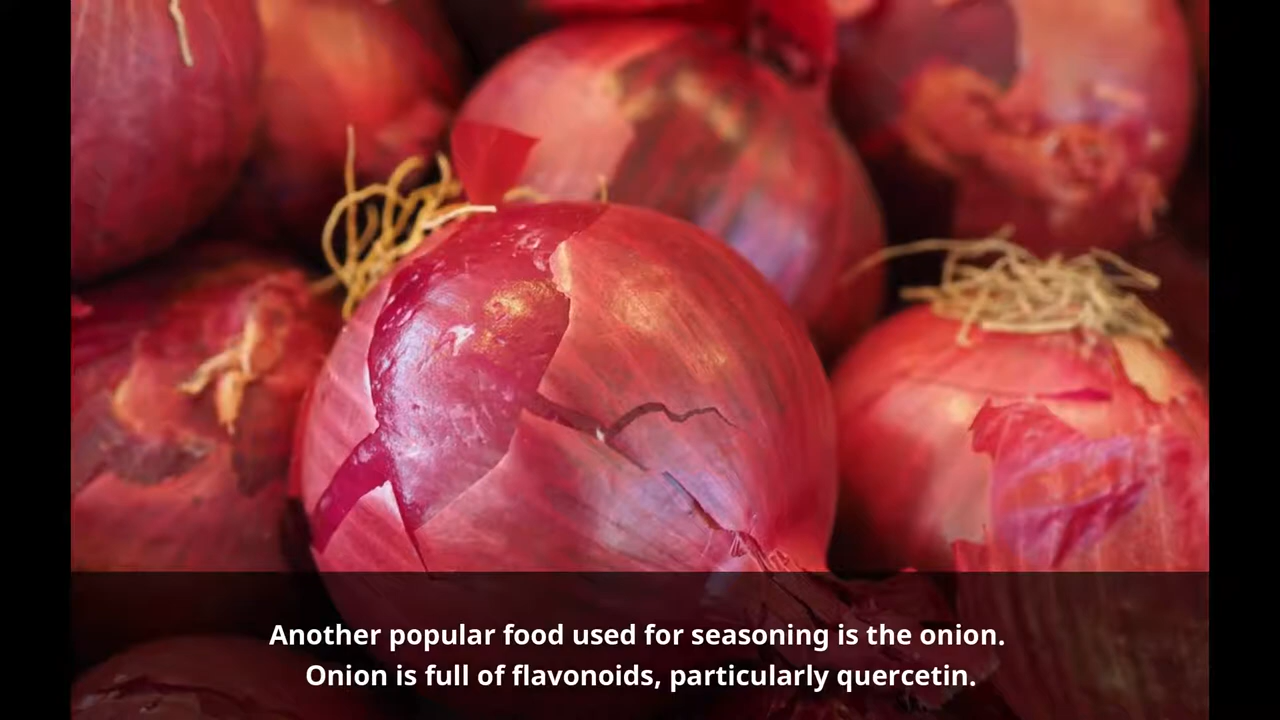 Another popular food used for seasoning is the onion.
Onion is full of flavonoids, particularly quercetin.